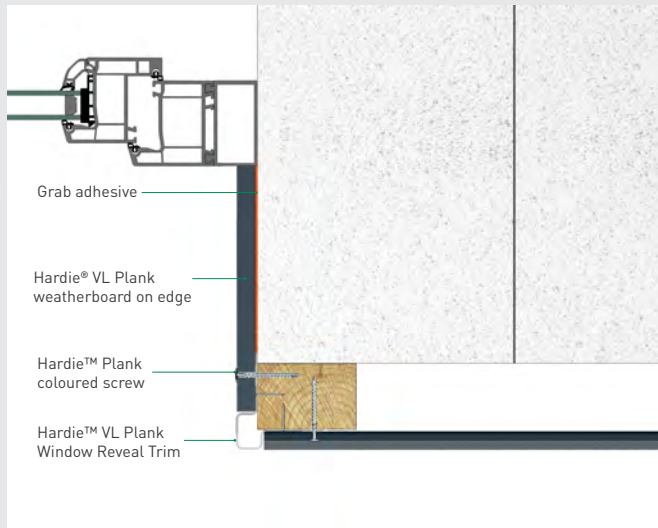 Grab adhesive
Hardie® VL Plank
weatherboard on edge
Hardie™ Plank
coloured screw
Hardie™ VL Plank
Window Reveal Trim